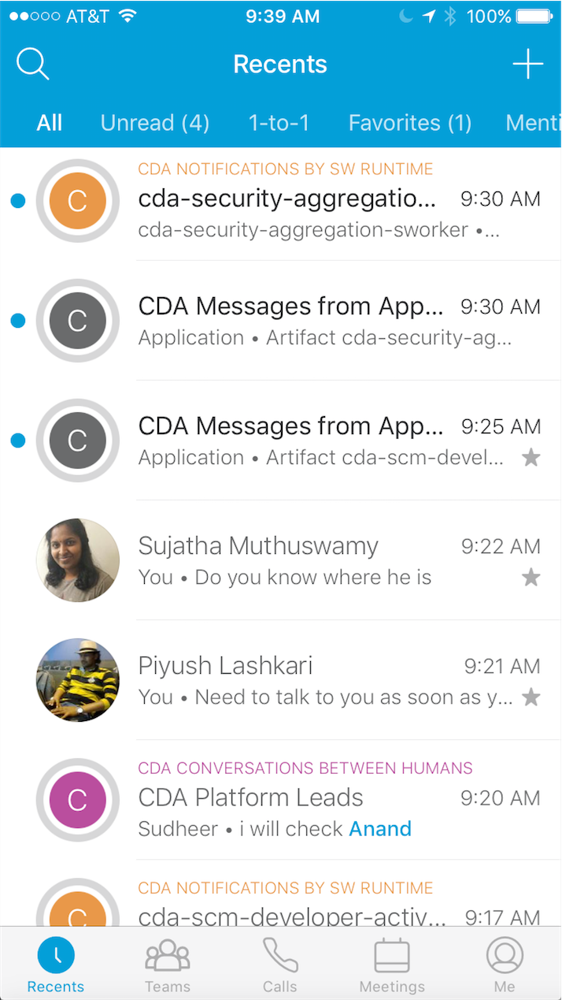 AT&T 9:39 AM 100%
Recents
All Unread (4) 1-to-1 Favorites (1) Menti
CDA NOTIFICATIONS BY SW RUNTIME
C cda-security-aggregatio... 9:30 AM
cda-security-aggregation-sworker •...
C CDA Messages from App... 9:30 AM
Application • Artifact cda-security-ag...
C CDA Messages from App... 9:25 AM
Application • Artifact cda-scm-devel...
Sujatha Muthuswamy 9:22 AM
You • Do you know where he is
Piyush Lashkari 9:21 AM
You • Need to talk to you as soon as y...
CDA CONVERSATIONS BETWEEN HUMANS
C CDA Platform Leads 9:20 AM
Sudheer • i will check Anand
CDA NOTIFICATIONS BY SW RUNTIME
C cda-scm-developer-activ... 9:17 AM
Recents Teams Calls Meetings Me